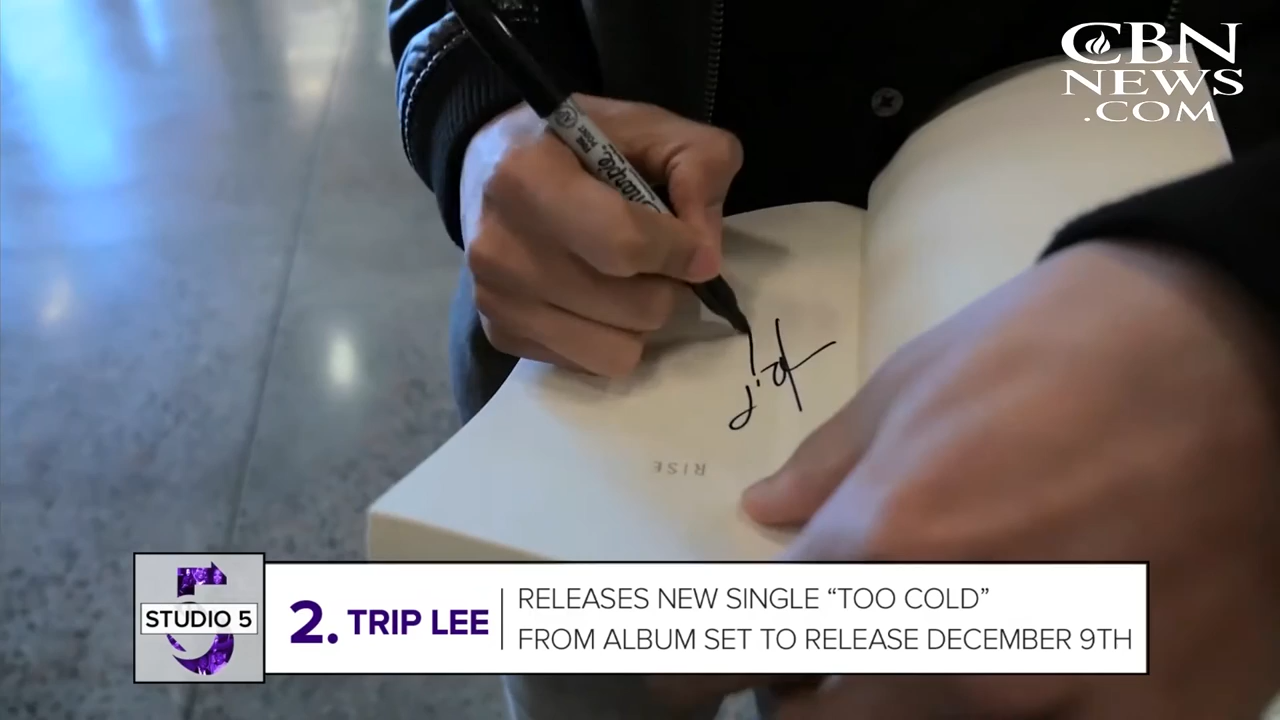 CBN
NEWS
.COM
Sharpie
RISE
STUDIO 5
2. TRIP LEE
RELEASES NEW SINGLE “TOO COLD”
FROM ALBUM SET TO RELEASE DECEMBER 9TH